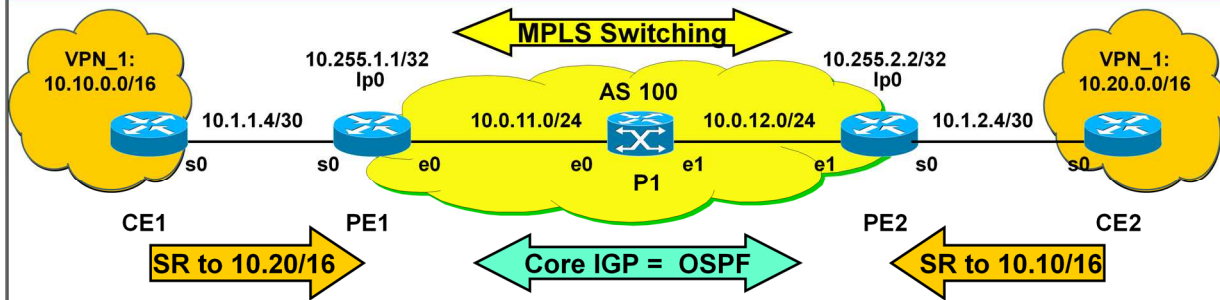 MPLS Switching
VPN_1:
10.10.0.0/16
10.255.1.1/32
lp0
10.255.2.2/32
lp0
VPN_1:
10.20.0.0/16
AS 100
10.1.1.4/30
10.0.11.0/24
10.0.12.0/24
10.1.2.4/30
s0
s0
e0
e0
P1
e1
e1
s0
s0
CE1
PE1
PE2
CE2
SR to 10.20/16
Core IGP = OSPF
SR to 10.10/16